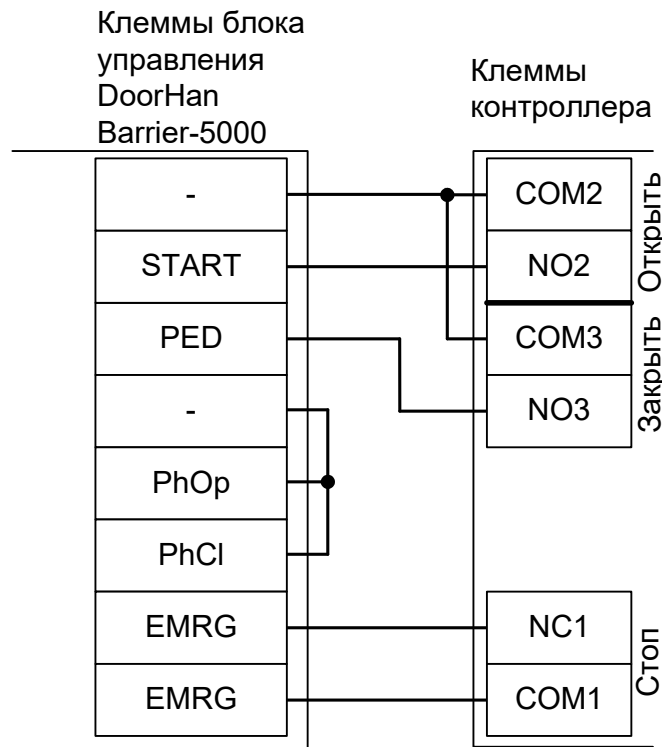 Клеммы блока
управления
DoorHan
Barrier-5000
-
START
PED
-
PhOp
PhCl
EMRG
EMRG
Клеммы
контроллера
COM2
NO2
COM3
NO3
NC1
COM1
Открыть
Закрыть
Стоп